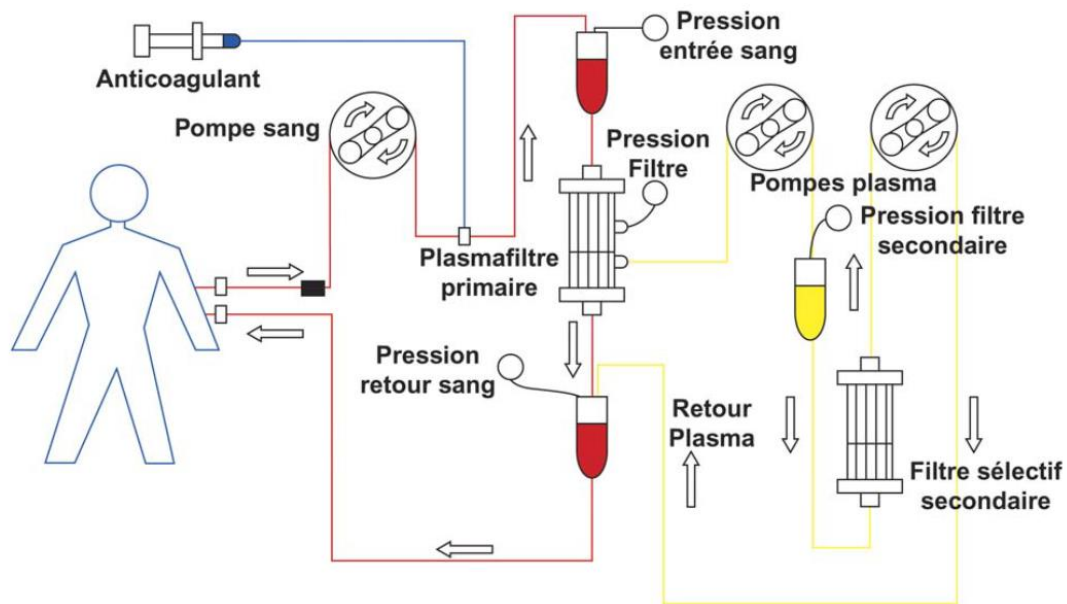 Anticoagulant
Pression
entrée sang
Pompe sang
Pression
Filtre
Pompes plasma
Pression filtre
secondaire
Plasmafiltre
primaire
Pression
retour sang
Retour
Plasma
Filtre sélectif
secondaire